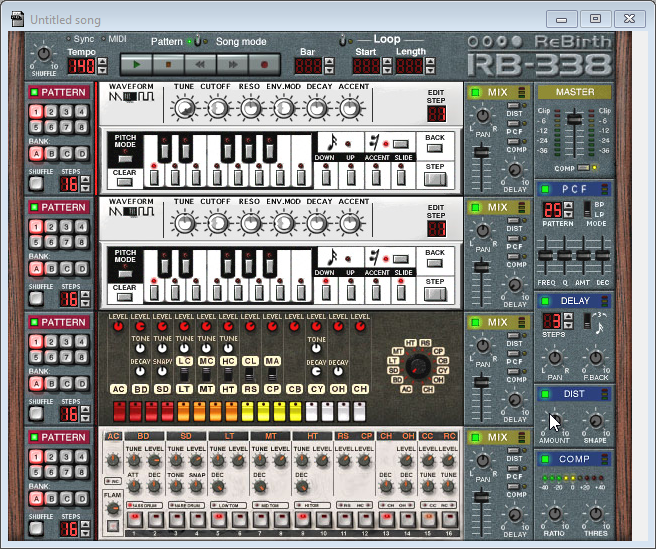 Untitled song
Sync MIDI
Tempo
140
0 10
SHUFFLE
Pattern Song mode
Loop
Bar Start Length
ReBirth
RB-338
PATTERN
1 2 3 4
5 6 7 8
BANK
A B C D
SHUFFLE STEPS
16
WAVEFORM TUNE CUTOFF RESO ENV.MOD DECAY ACCENT
EDIT STEP
PITCH MODE
CLEAR
DOWN UP ACCENT SLIDE
BACK
STEP
MIX
DIST
PCF
COMP
PAN
DELAY
MASTER
Clip Clip
-6 -6
-12 -12
-24 -24
-36 -36
COMP
PATTERN
1 2 3 4
5 6 7 8
BANK
A B C D
SHUFFLE STEPS
16
WAVEFORM TUNE CUTOFF RESO ENV.MOD DECAY ACCENT
EDIT STEP
PITCH MODE
CLEAR
DOWN UP ACCENT SLIDE
BACK
STEP
MIX
DIST
PCF
COMP
PAN
DELAY
PCF
25
BP
LP
PATTERN MODE
FREQ Q AMT DEC
PATTERN
1 2 3 4
5 6 7 8
BANK
A B C D
SHUFFLE STEPS
16
LEVEL LEVEL LEVEL LEVEL LEVEL LEVEL LEVEL LEVEL LEVEL LEVEL LEVEL
TONE TONE TONE TONE
DECAY SNAPY LC MC HC CL MA DECAY DECAY
AC BD SD LT MT HT RS CP CB CY OH CH
HT RS
MT CP
LT CB
SD CY
BD OH
AC CH
MIX
DIST
PCF
COMP
PAN
DELAY
DELAY
3
STEPS
PAN F.BACK
DIST
AMOUNT SHAPE
PATTERN
1 2 3 4
5 6 7 8
BANK
A B C D
SHUFFLE STEPS
16
AC BD SD LT MT HT RS CP CH OH CC RC
TUNE LEVEL TUNE LEVEL TUNE LEVEL TUNE LEVEL TUNE LEVEL LEVEL LEVEL LEVEL LEVEL
ATT DEC TONE SNAP DEC DEC DEC DEC DEC TUNE TUNE
FLAM
BASS DRUM SNARE DRUM LOW TOM MID TOM HI TOM RS HC CH OH CC RC
1 2 3 4 5 6 7 8 9 10 11 12 13 14 15 16
MIX
DIST
PCF
COMP
PAN
DELAY
COMP
-40 -20 0 +20 +40
RATIO THRES